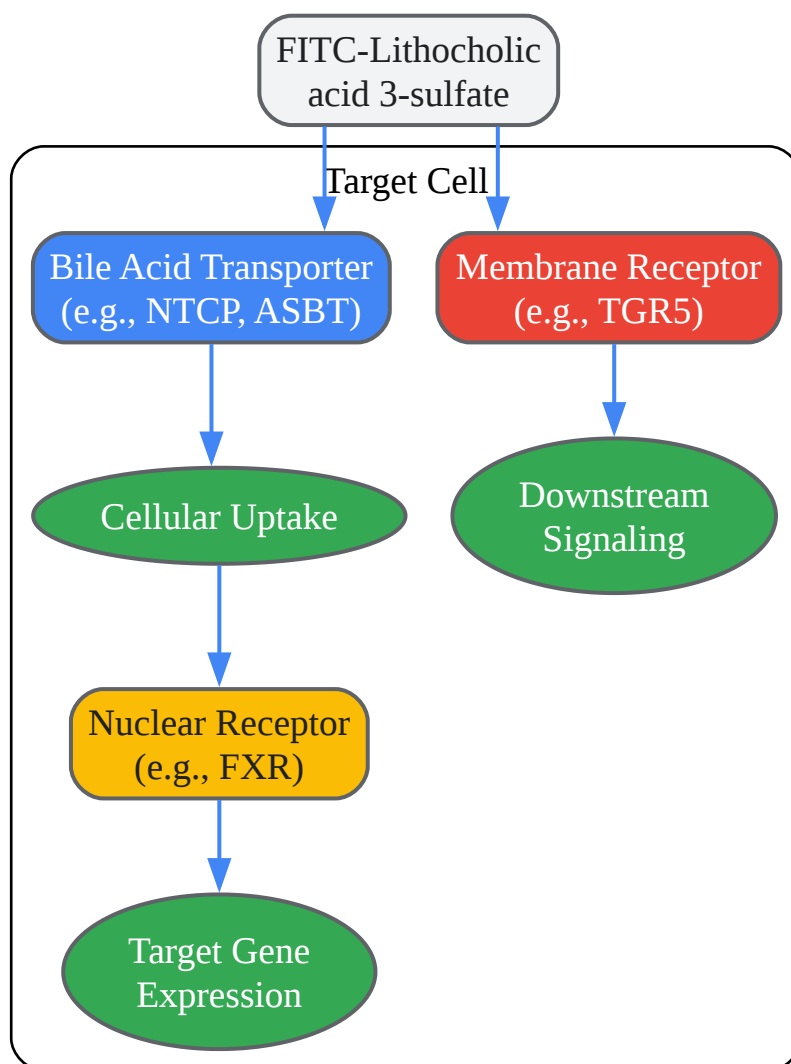 FITC-Lithocholic
acid 3-sulfate
Target Cell
Bile Acid Transporter
(e.g., NTCP, ASBT)
Membrane Receptor
(e.g., TGR5)
Cellular Uptake
Downstream
Signaling
Nuclear Receptor
(e.g., FXR)
Target Gene
Expression